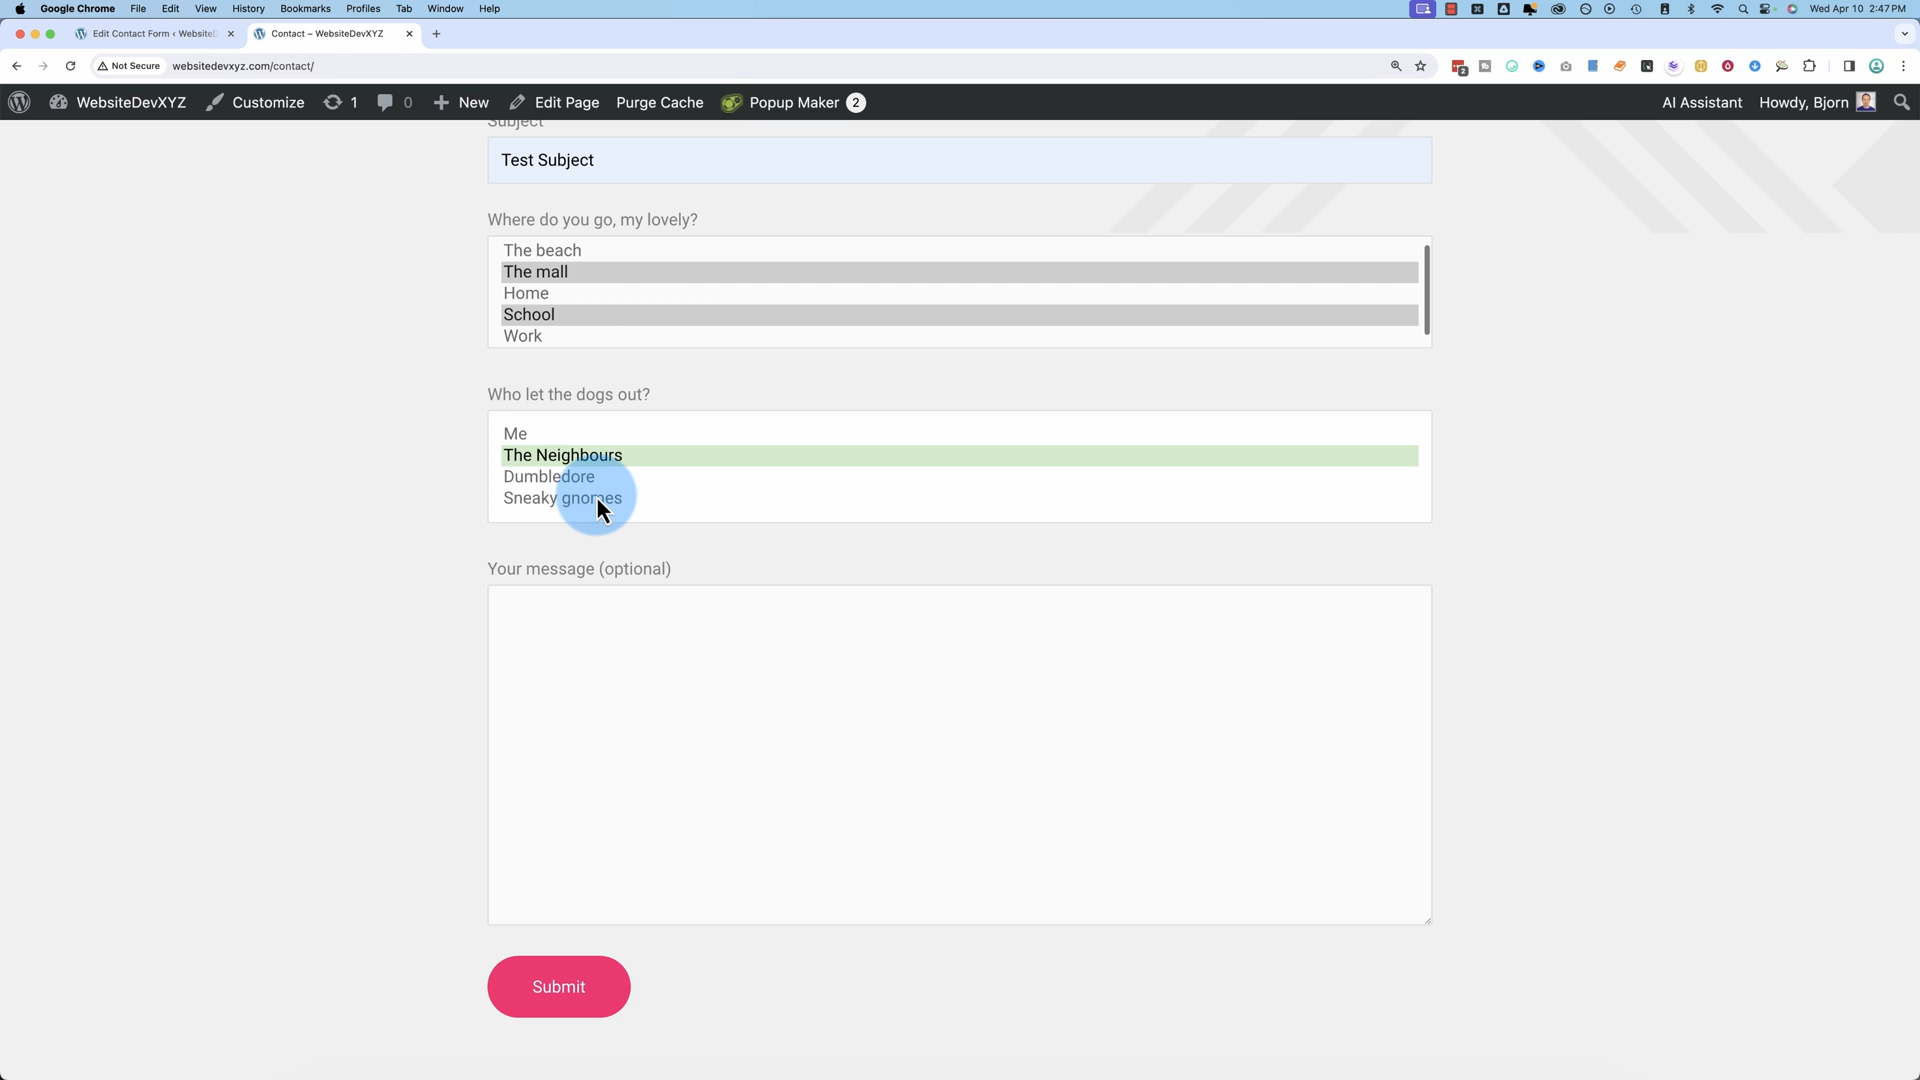 Google Chrome File Edit View History Bookmarks Profiles Tab Window Help Wed Apr 10 2:47 PM
Edit Contact Form ‹ WebsiteD Contact – WebsiteDevXYZ
Not Secure websitedevxyz.com/contact/ 2
WebsiteDevXYZ Customize 1 0 New Edit Page Purge Cache Popup Maker 2 AI Assistant Howdy, Bjorn
Subject
Test Subject
Where do you go, my lovely?
The beach
The mall
Home
School
Work
Who let the dogs out?
Me
The Neighbours
Dumbledore
Sneaky gnomes
Your message (optional)
Submit